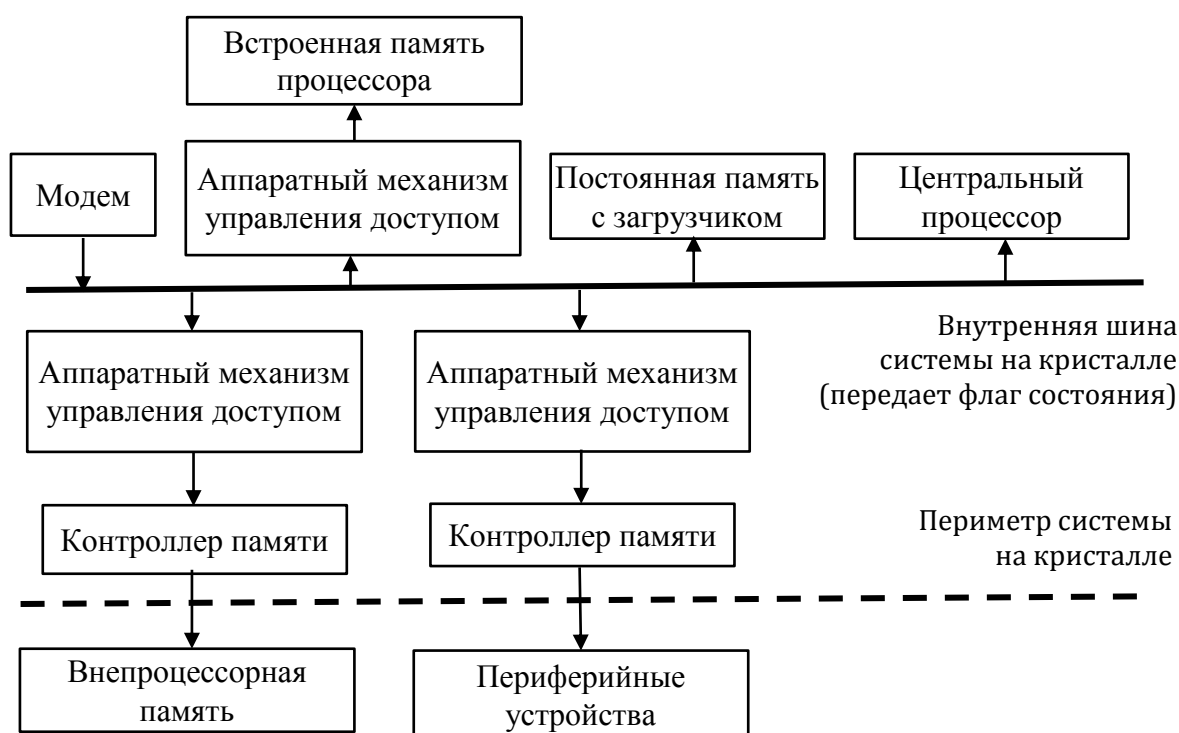 Встроенная память
процессора
Модем
Аппаратный механизм
управления доступом
Постоянная память
с загрузчиком
Центральный
процессор
Внутренняя шина
системы на кристалле
(передает флаг состояния)
Аппаратный механизм
управления доступом
Аппаратный механизм
управления доступом
Контроллер памяти
Контроллер памяти
Периметр системы
на кристалле
Внепроцессорная
память
Периферийные
устройства